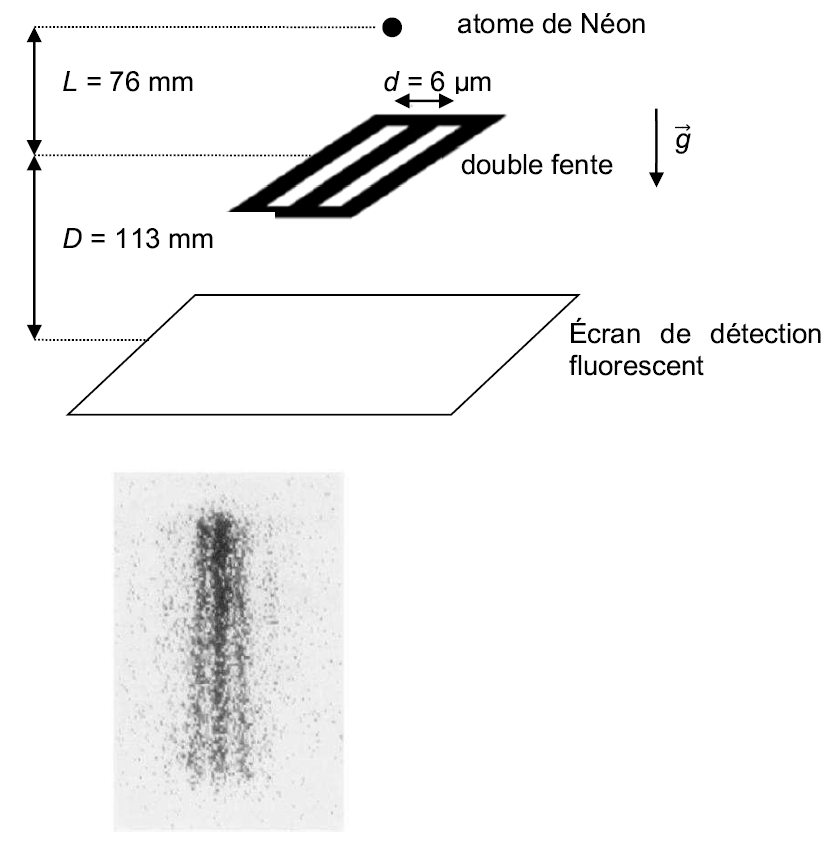 atome de Néon
L = 76 mm
d = 6 µm
g
double fente
D = 113 mm
Écran de détection
fluorescent